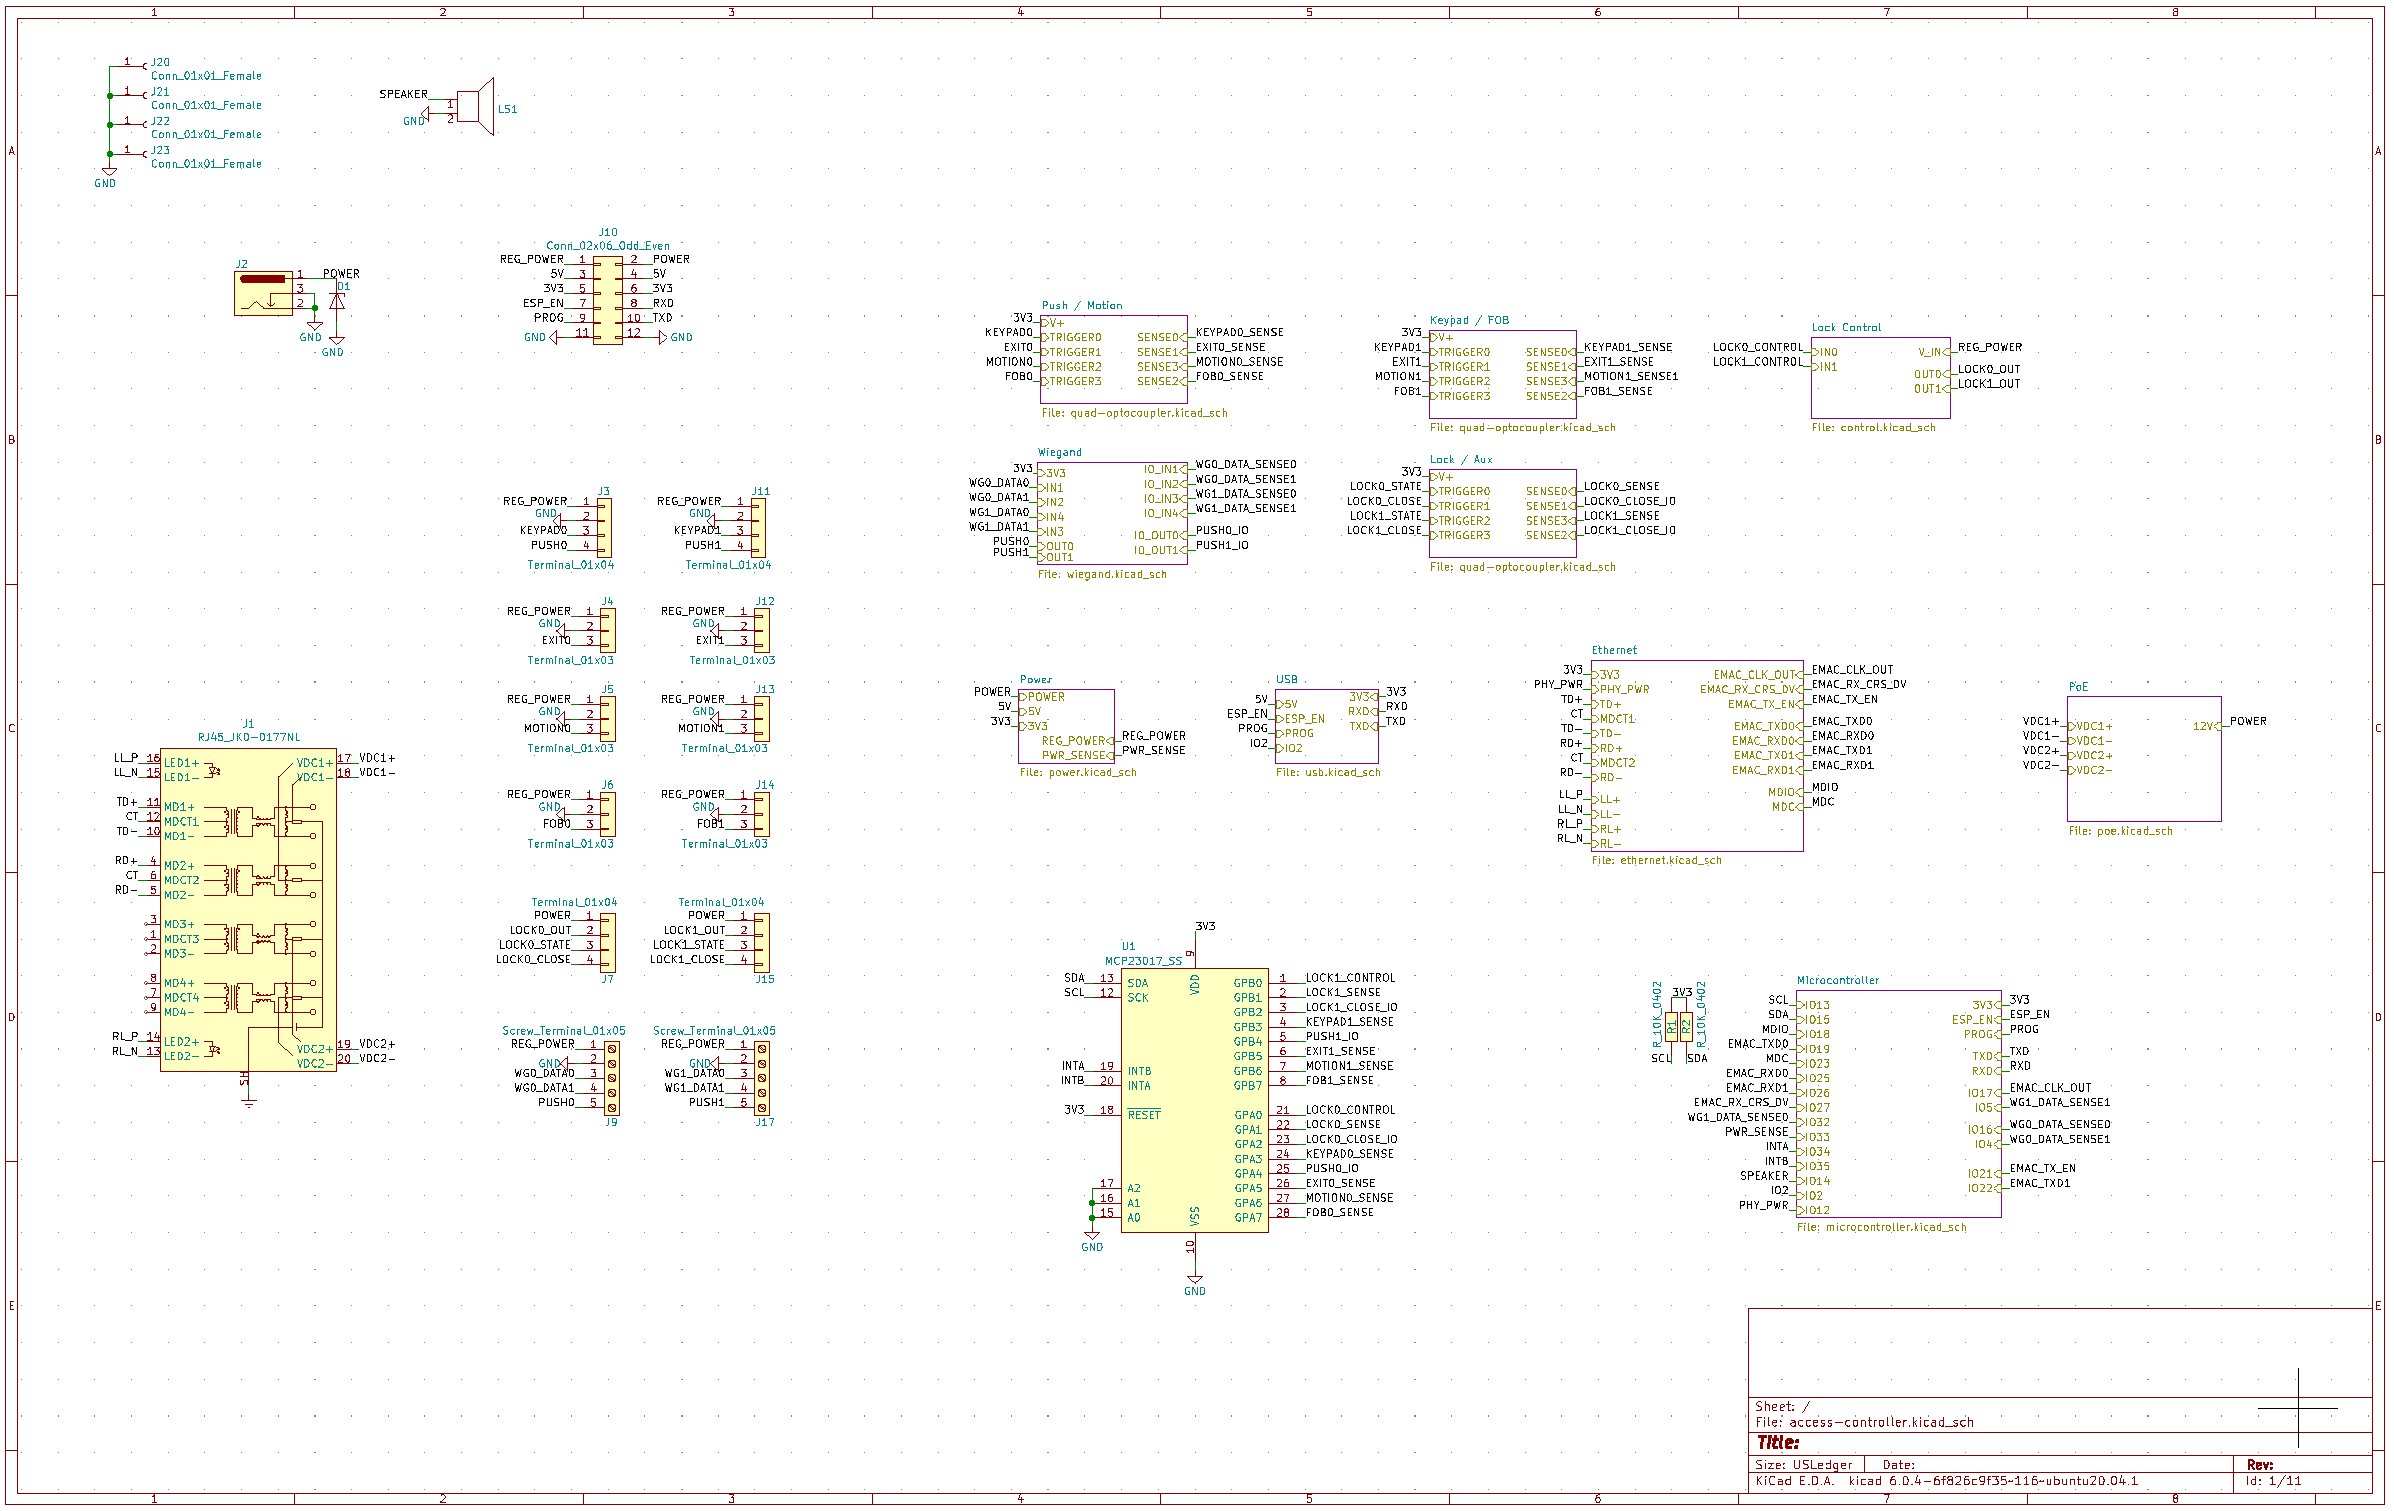 1 2 3 4 5 6 7 8
A B C D E
1 J20
Conn_01x01_Female
1 J21
Conn_01x01_Female
1 J22
Conn_01x01_Female
1 J23
Conn_01x01_Female
GND
SPEAKER 1
GND 2
LS1
J2
1 POWER
3
2
D1
GND
GND
J10
Conn_02x06_Odd_Even
REG_POWER 1 2 POWER
5V 3 4 5V
3V3 5 6 3V3
ESP_EN 7 8 RXD
PROG 9 10 TXD
GND 11 12 GND
J3
REG_POWER 1
GND 2
KEYPAD0 3
PUSH0 4
Terminal_01x04
J11
REG_POWER 1
GND 2
KEYPAD1 3
PUSH1 4
Terminal_01x04
J4
REG_POWER 1
GND 2
EXIT0 3
Terminal_01x03
J12
REG_POWER 1
GND 2
EXIT1 3
Terminal_01x03
J5
REG_POWER 1
GND 2
MOTION0 3
Terminal_01x03
J13
REG_POWER 1
GND 2
MOTION1 3
Terminal_01x03
J6
REG_POWER 1
GND 2
FOB0 3
Terminal_01x03
J14
REG_POWER 1
GND 2
FOB1 3
Terminal_01x03
Terminal_01x04
POWER 1
LOCK0_OUT 2
LOCK0_STATE 3
LOCK0_CLOSE 4
J7
Terminal_01x04
POWER 1
LOCK1_OUT 2
LOCK1_STATE 3
LOCK1_CLOSE 4
J15
Screw_Terminal_01x05
REG_POWER 1
GND 2
WG0_DATA0 3
WG0_DATA1 4
PUSH0 5
J9
Screw_Terminal_01x05
REG_POWER 1
GND 2
WG1_DATA0 3
WG1_DATA1 4
PUSH1 5
J17
J1
RJ45_JK0-0177NL
LL_P 16 LED1+ VDC1+ 17 VDC1+
LL_N 15 LED1- VDC1- 18 VDC1-
TD+ 11 MD1+
CT 12 MDCT1
TD- 10 MD1-
RD+ 4 MD2+
CT 6 MDCT2
RD- 5 MD2-
3 MD3+
1 MDCT3
2 MD3-
8 MD4+
7 MDCT4
9 MD4-
RL_P 14 LED2+ VDC2+ 19 VDC2+
RL_N 13 LED2- VDC2- 20 VDC2-
SH
Push / Motion
3V3 V+
KEYPAD0 TRIGGER0 SENSE0 KEYPAD0_SENSE
EXIT0 TRIGGER1 SENSE1 EXIT0_SENSE
MOTION0 TRIGGER2 SENSE3 MOTION0_SENSE
FOB0 TRIGGER3 SENSE2 FOB0_SENSE
File: quad-optocoupler.kicad_sch
Keypad / FOB
3V3 V+
KEYPAD1 TRIGGER0 SENSE0 KEYPAD1_SENSE
EXIT1 TRIGGER1 SENSE1 EXIT1_SENSE
MOTION1 TRIGGER2 SENSE3 MOTION1_SENSE1
FOB1 TRIGGER3 SENSE2 FOB1_SENSE
File: quad-optocoupler.kicad_sch
Lock Control
LOCK0_CONTROL IN0 V_IN REG_POWER
LOCK1_CONTROL IN1
OUT0 LOCK0_OUT
OUT1 LOCK1_OUT
File: control.kicad_sch
Wiegand
3V3 3V3 IO_IN1 WG0_DATA_SENSE0
WG0_DATA0 IN1 IO_IN2 WG0_DATA_SENSE1
WG0_DATA1 IN2 IO_IN3 WG1_DATA_SENSE0
WG1_DATA0 IN4 IO_IN4 WG1_DATA_SENSE1
WG1_DATA1 IN3
PUSH0 OUT0 IO_OUT0 PUSH0_IO
PUSH1 OUT1 IO_OUT1 PUSH1_IO
File: wiegand.kicad_sch
Lock / Aux
3V3 V+
LOCK0_STATE TRIGGER0 SENSE0 LOCK0_SENSE
LOCK0_CLOSE TRIGGER1 SENSE1 LOCK0_CLOSE_IO
LOCK1_STATE TRIGGER2 SENSE3 LOCK1_SENSE
LOCK1_CLOSE TRIGGER3 SENSE2 LOCK1_CLOSE_IO
File: quad-optocoupler.kicad_sch
Power
POWER POWER
5V 5V
3V3 3V3
REG_POWER REG_POWER
PWR_SENSE PWR_SENSE
File: power.kicad_sch
USB
5V 5V 3V3 3V3
ESP_EN ESP_EN RXD RXD
PROG PROG TXD TXD
IO2 IO2
File: usb.kicad_sch
Ethernet
3V3 3V3 EMAC_CLK_OUT EMAC_CLK_OUT
PHY_PWR PHY_PWR EMAC_RX_CRS_DV EMAC_RX_CRS_DV
TD+ TD+ EMAC_TX_EN EMAC_TX_EN
CT MDCT1 EMAC_TXD0 EMAC_TXD0
TD- TD- EMAC_RXD0 EMAC_RXD0
RD+ RD+ EMAC_TXD1 EMAC_TXD1
CT MDCT2 EMAC_RXD1 EMAC_RXD1
RD- RD-
LL_P LL+ MDIO MDIO
LL_N LL- MDC MDC
RL_P RL+
RL_N RL-
File: ethernet.kicad_sch
PoE
VDC1+ VDC1+ 12V POWER
VDC1- VDC1-
VDC2+ VDC2+
VDC2- VDC2-
File: poe.kicad_sch
3V3
U1
MCP23017_SS
9 VDD
SDA 13 SDA GPB0 1 LOCK1_CONTROL
SCL 12 SCK GPB1 2 LOCK1_SENSE
GPB2 3 LOCK1_CLOSE_IO
GPB3 4 KEYPAD1_SENSE
GPB4 5 PUSH1_IO
GPB5 6 EXIT1_SENSE
INTA 19 INTB GPB6 7 MOTION1_SENSE
INTB 20 INTA GPB7 8 FOB1_SENSE
3V3 18 RESET GPA0 21 LOCK0_CONTROL
GPA1 22 LOCK0_SENSE
GPA2 23 LOCK0_CLOSE_IO
GPA3 24 KEYPAD0_SENSE
GPA4 25 PUSH0_IO
17 A2 GPA5 26 EXIT0_SENSE
16 A1 GPA6 27 MOTION0_SENSE
15 A0 GPA7 28 FOB0_SENSE
VSS 10
GND
GND
R_10K_0402 R1 3V3 R2 R_10K_0402
SCL SDA
Microcontroller
SCL IO13 3V3 3V3
SDA IO15 ESP_EN ESP_EN
MDIO IO18 PROG PROG
EMAC_TXD0 IO19 TXD TXD
MDC IO23 RXD RXD
EMAC_RXD0 IO25
EMAC_RXD1 IO26 IO17 EMAC_CLK_OUT
EMAC_RX_CRS_DV IO27 IO5 WG1_DATA_SENSE1
WG1_DATA_SENSE0 IO32 IO16 WG0_DATA_SENSE0
PWR_SENSE IO33 IO4 WG0_DATA_SENSE1
INTA IO34
INTB IO35
SPEAKER IO14 IO21 EMAC_TX_EN
IO2 IO2 IO22 EMAC_TXD1
PHY_PWR IO12
File: microcontroller.kicad_sch
Sheet: /
File: access-controller.kicad_sch
Title:
Size: USLedger Date: Rev:
KiCad E.D.A. kicad 6.0.4-6f826c9f35~116~ubuntu20.04.1 Id: 1/11
A B C D E
1 2 3 4 5 6 7 8